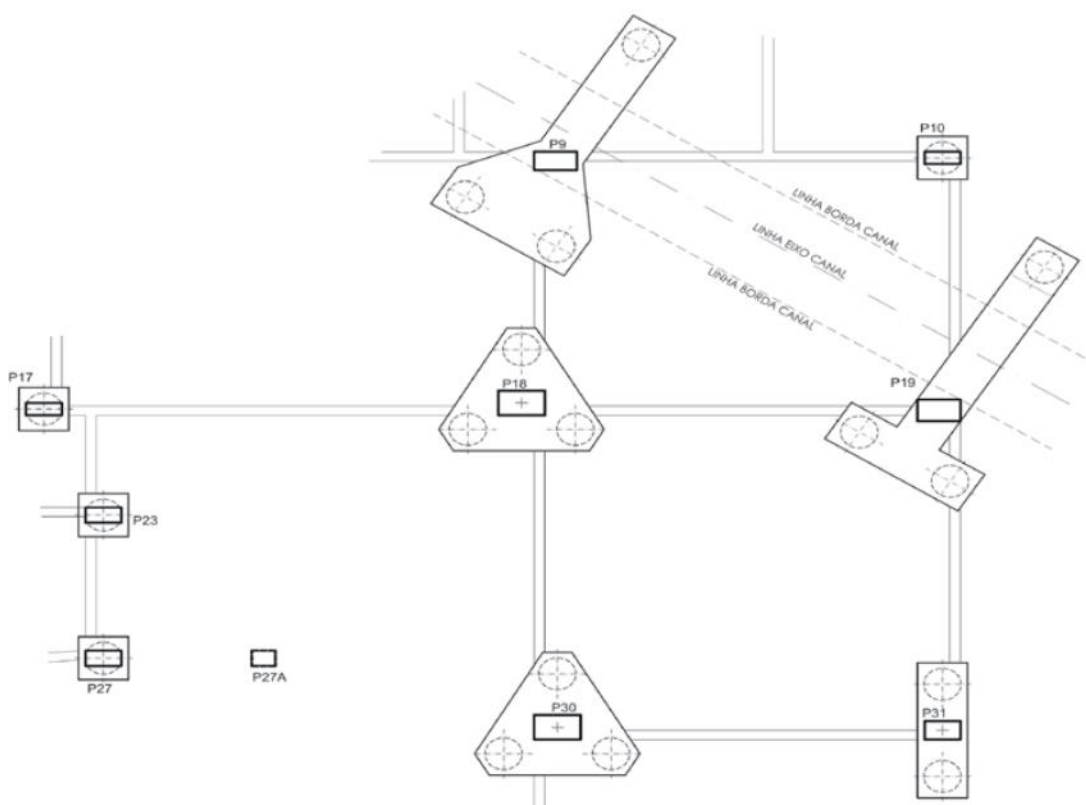 P9
P10
LINHA BORDA CANAL
LINHA EIXO CANAL
LINHA BORDA CANAL
P17
P18
P19
P23
P27
P27A
P30
P31